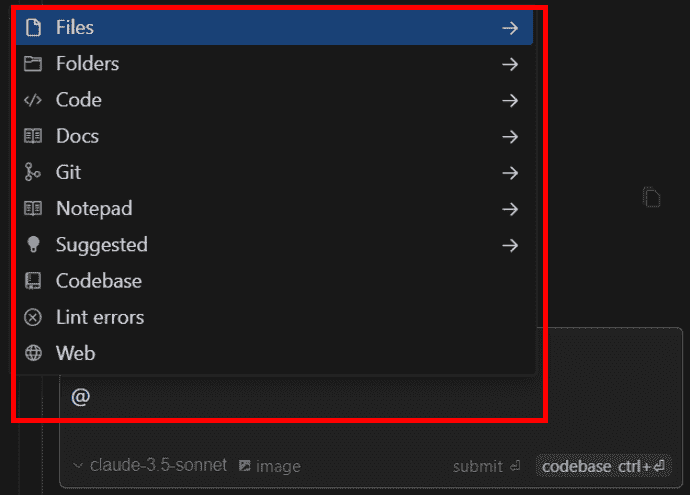 Files
Folders
Code
Docs
Git
Notepad
Suggested
Codebase
Lint errors
Web
@
claude-3.5-sonnet image submit ⏎ codebase ctrl+⏎